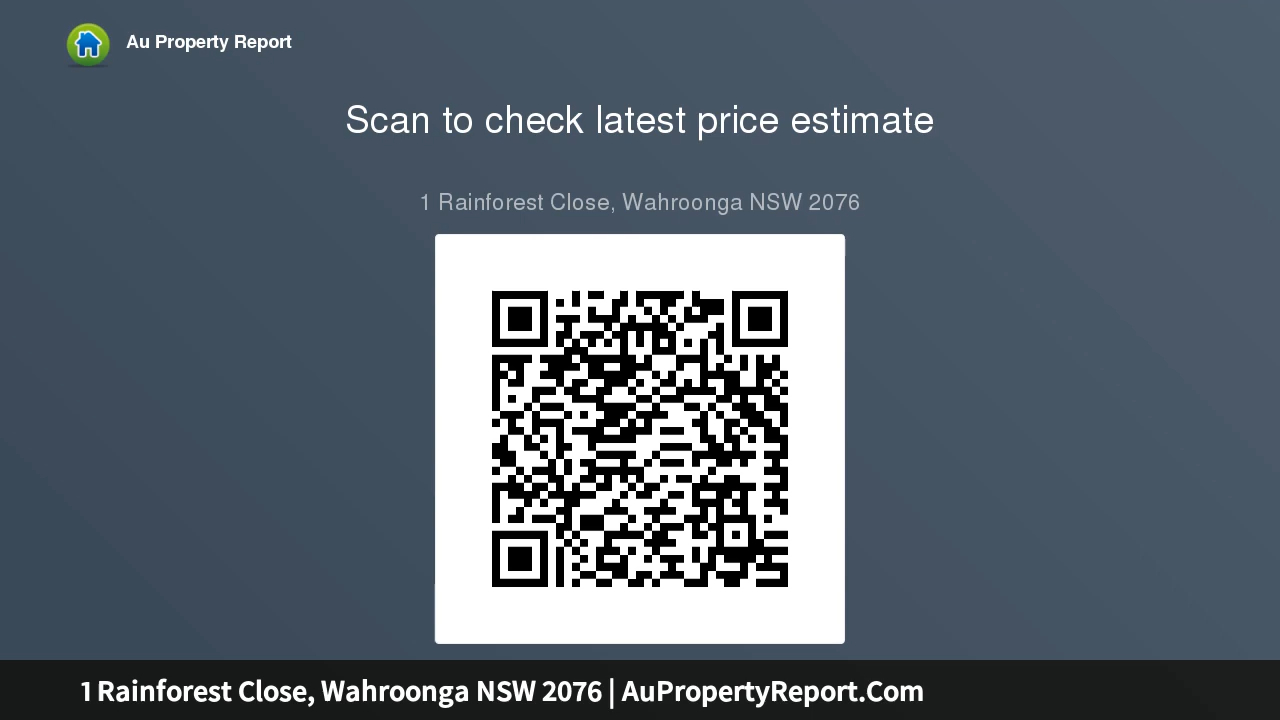 Au Property Report
Scan to check latest price estimate
1 Rainforest Close, Wahroonga NSW 2076
1 Rainforest Close, Wahroonga NSW 2076 | AuPropertyReport.Com